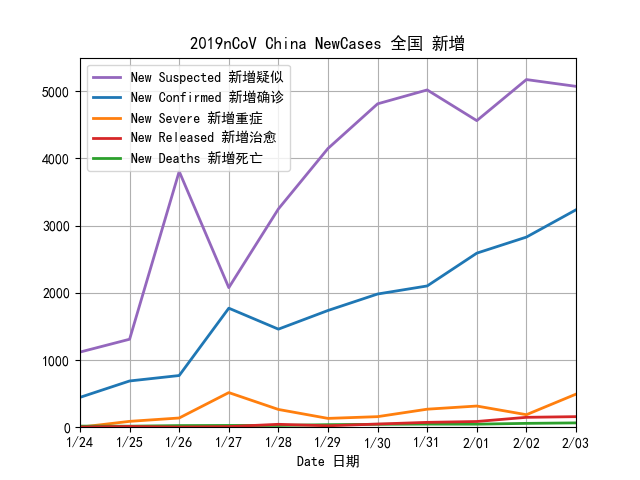 2019nCoV China NewCases 全国 新增
New Suspected 新增疑似
New Confirmed 新增确诊
New Severe 新增重症
New Released 新增治愈
New Deaths 新增死亡
5000
4000
3000
2000
1000
0
1/24 1/25 1/26 1/27 1/28 1/29 1/30 1/31 2/01 2/02 2/03
Date 日期